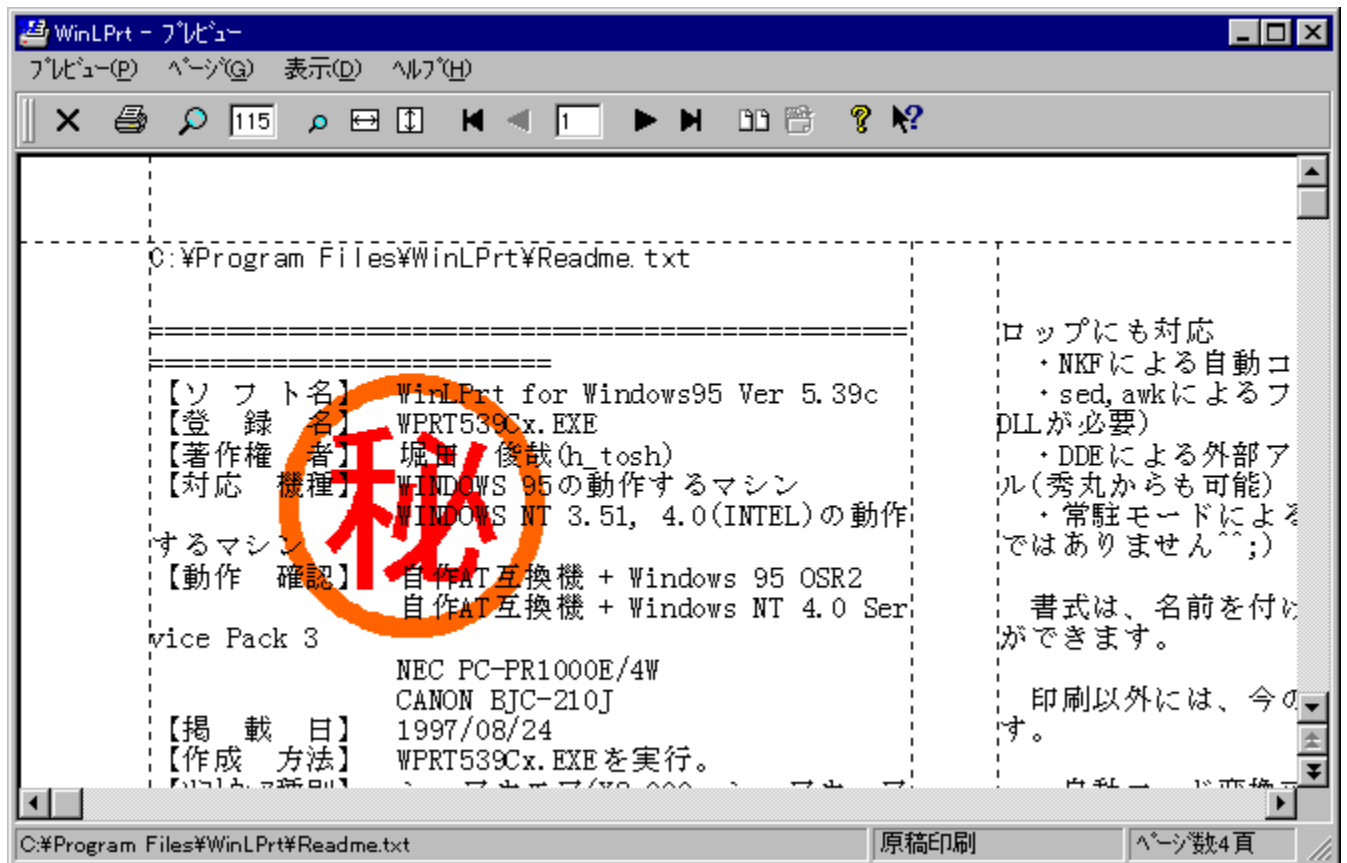 WinLPrt - ﾌﾟﾚﾋﾞｭｰ
ﾌﾟﾚﾋﾞｭｰ(P) ﾍﾟｰｼﾞ(G) 表示(D) ﾍﾙﾌﾟ(H)
115 1
C:¥Program Files¥WinLPrt¥Readme.txt
=================================================
==========================
【ソ フ ト名】 WinLPrt for Windows95 Ver 5.39c
【登 録 名】 WPRT539Cx.EXE
【著作権 者】 堀田 俊哉(h_tosh)
【対応 機種】 WINDOWS 95の動作するマシン
WINDOWS NT 3.51, 4.0(INTEL)の動作
するマシン
【動作 確認】 自作AT互換機 + Windows 95 OSR2
自作AT互換機 + Windows NT 4.0 Ser
vice Pack 3
NEC PC-PR1000E/4W
CANON BJC-210J
【掲 載 日】 1997/08/24
【作成 方法】 WPRT539Cx.EXEを実行。
秘
ロップにも対応
・NKFによる自動コ
・sed,awkによるフ
DLLが必要)
・DDEによる外部ア
ル(秀丸からも可能)
・常駐モードによる
ではありません^^;)
書式は、名前を付け
ができます。
印刷以外には、今の
す。
C:¥Program Files¥WinLPrt¥Readme.txt
原稿印刷
ﾍﾟｰｼﾞ数:4 頁